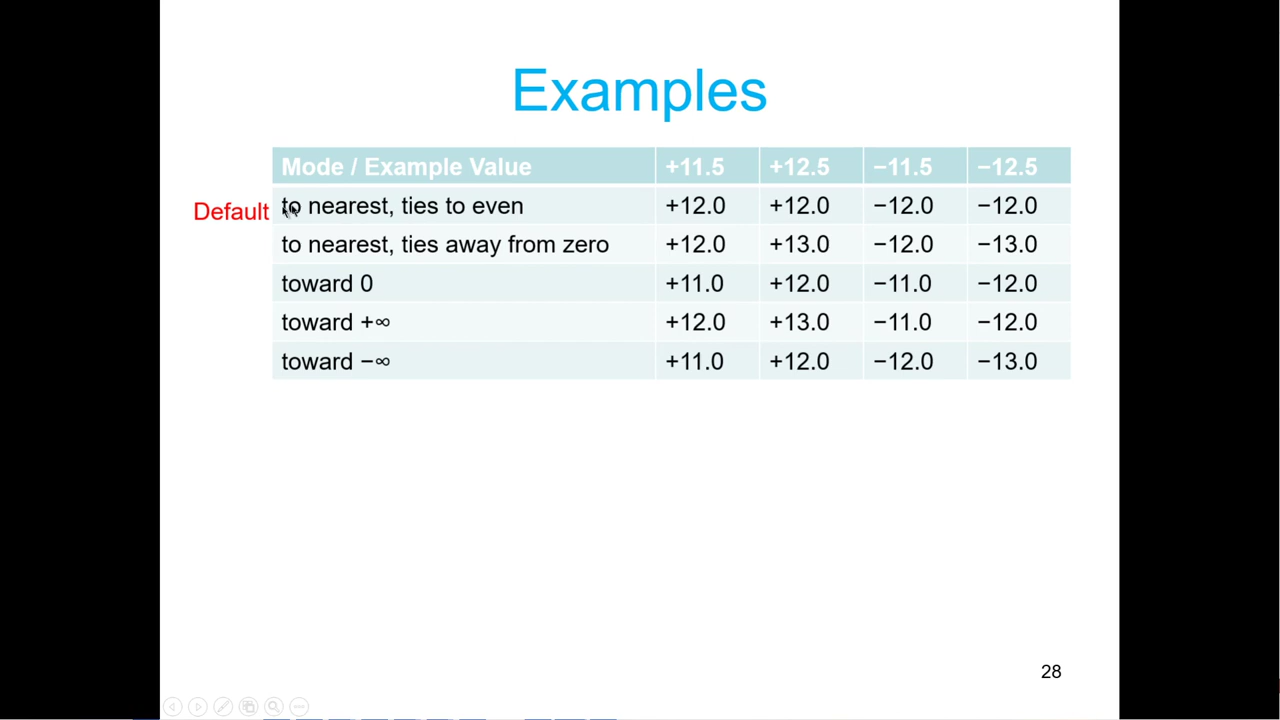 Examples
Mode / Example Value +11.5 +12.5 −11.5 −12.5
Default to nearest, ties to even +12.0 +12.0 −12.0 −12.0
to nearest, ties away from zero +12.0 +13.0 −12.0 −13.0
toward 0 +11.0 +12.0 −11.0 −12.0
toward +∞ +12.0 +13.0 −11.0 −12.0
toward −∞ +11.0 +12.0 −12.0 −13.0
28